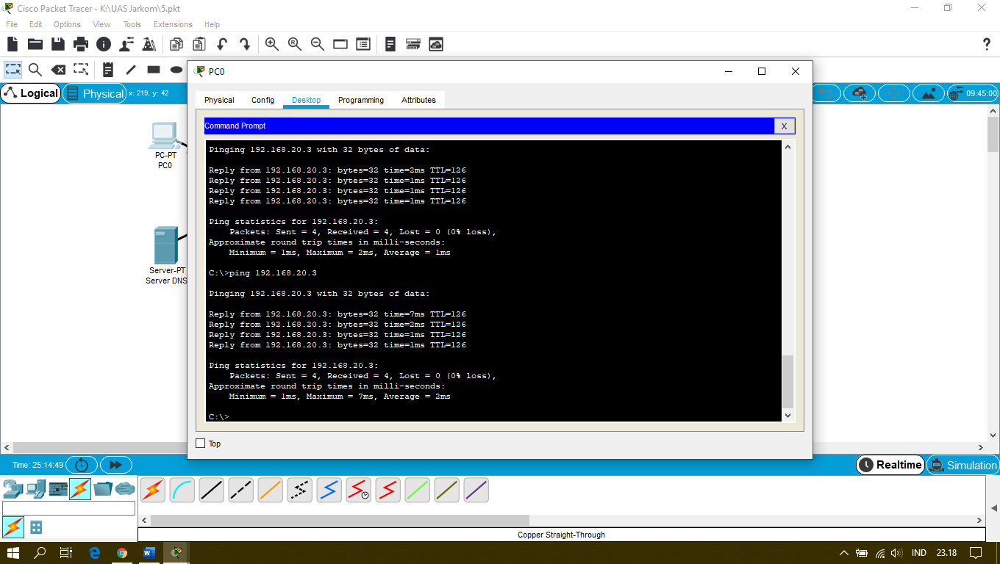 Cisco Packet Tracer - K:\UAS Jarkom\5.pkt
File Edit Options View Tools Extensions Help
PC0
Logical
Physical
x: 219, y: 42
09:45:00
Physical Config Desktop Programming Attributes
Command Prompt
X
PC-PT
PC0
Server-PT
Server DNS
Pinging 192.168.20.3 with 32 bytes of data:
Reply from 192.168.20.3: bytes=32 time=2ms TTL=126
Reply from 192.168.20.3: bytes=32 time=1ms TTL=126
Reply from 192.168.20.3: bytes=32 time=1ms TTL=126
Reply from 192.168.20.3: bytes=32 time=1ms TTL=126
Ping statistics for 192.168.20.3:
Packets: Sent = 4, Received = 4, Lost = 0 (0% loss),
Approximate round trip times in milli-seconds:
Minimum = 1ms, Maximum = 2ms, Average = 1ms
C:\>ping 192.168.20.3
Pinging 192.168.20.3 with 32 bytes of data:
Reply from 192.168.20.3: bytes=32 time=7ms TTL=126
Reply from 192.168.20.3: bytes=32 time=2ms TTL=126
Reply from 192.168.20.3: bytes=32 time=1ms TTL=126
Reply from 192.168.20.3: bytes=32 time=1ms TTL=126
Ping statistics for 192.168.20.3:
Packets: Sent = 4, Received = 4, Lost = 0 (0% loss),
Approximate round trip times in milli-seconds:
Minimum = 1ms, Maximum = 7ms, Average = 2ms
C:\>
Top
Time: 25:14:49
Realtime
Simulation
Copper Straight-Through
IND 23.18